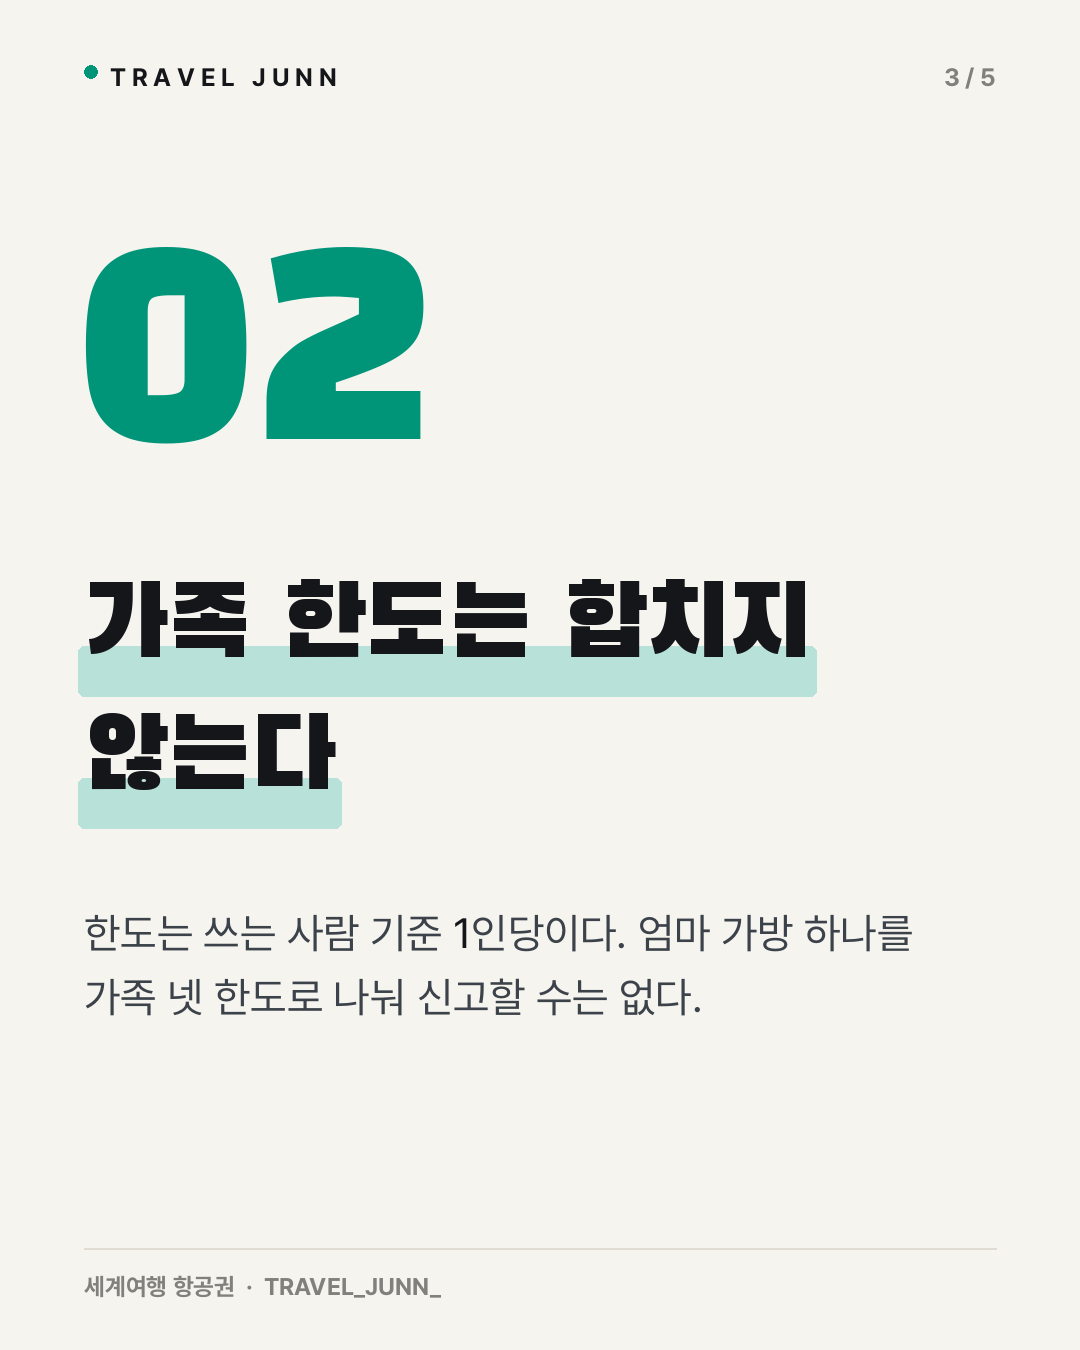 TRAVEL JUNN
3 / 5
02
가족 한도는 합치지
않는다
한도는 쓰는 사람 기준 1인당이다. 엄마 가방 하나를
가족 넷 한도로 나눠 신고할 수는 없다.
세계여행 항공권 · TRAVEL_JUNN_